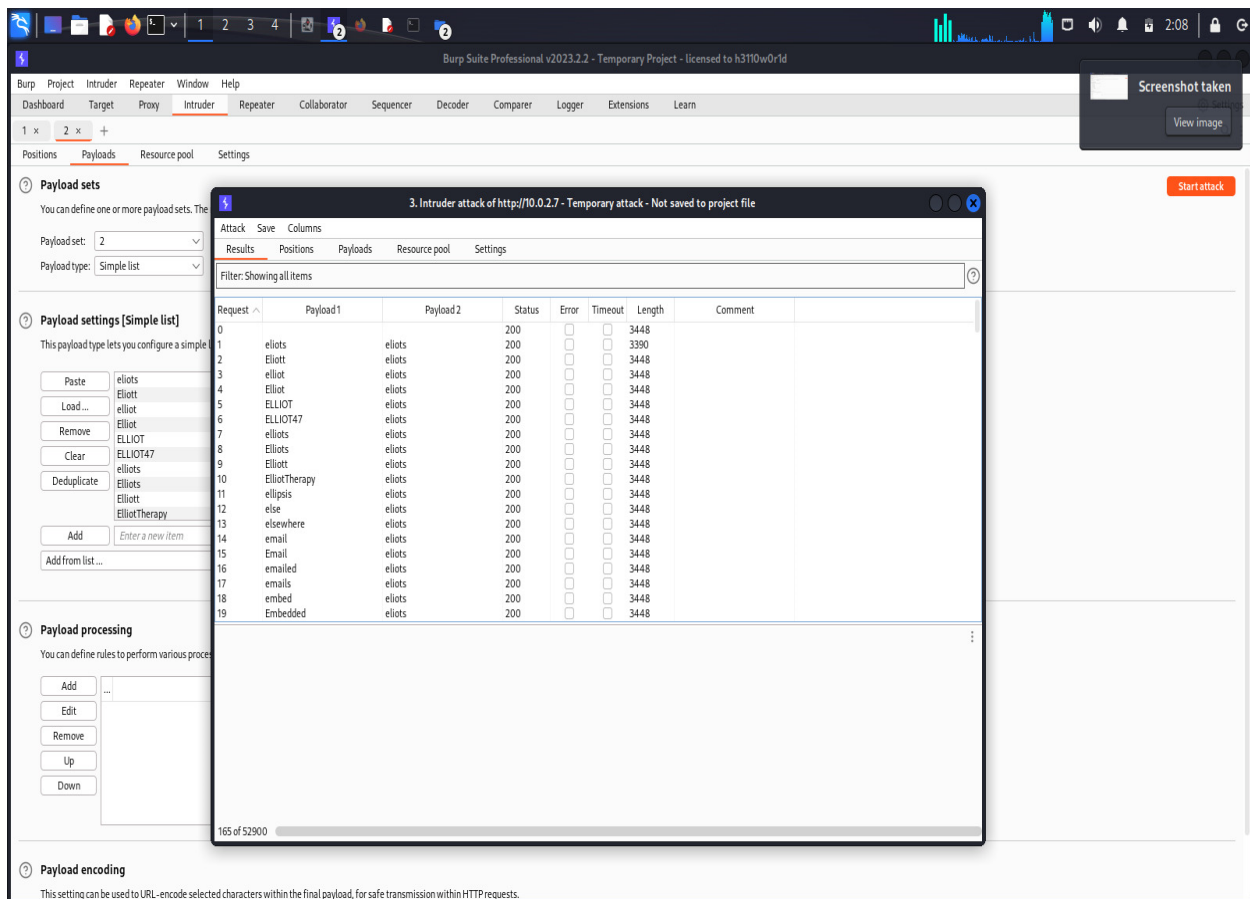 1 2 3 4 2 2 2:08
Burp Suite Professional v2023.2.2 - Temporary Project - licensed to h3110w0r1d
Burp Project Intruder Repeater Window Help
Screenshot taken
View image
Dashboard Target Proxy Intruder Repeater Collaborator Sequencer Decoder Comparer Logger Extensions Learn
1 × 2 × +
Positions Payloads Resource pool Settings
? Payload sets
Start attack
You can define one or more payload sets. The
Payload set: 2
Payload type: Simple list
? Payload settings [Simple list]
This payload type lets you configure a simple l
Paste
Load ...
Remove
Clear
Deduplicate
eliots
Eliott
elliot
Elliot
ELLIOT
ELLIOT47
elliots
Elliots
Elliott
ElliotTherapy
Add Enter a new item
Add from list ...
? Payload processing
You can define rules to perform various proce
Add ...
Edit
Remove
Up
Down
? Payload encoding
This setting can be used to URL-encode selected characters within the final payload, for safe transmission within HTTP requests.
3. Intruder attack of http://10.0.2.7 - Temporary attack - Not saved to project file
Attack Save Columns
Results Positions Payloads Resource pool Settings
Filter: Showing all items ?
Request Payload 1 Payload 2 Status Error Timeout Length Comment
0 200 3448
1 eliots eliots 200 3390
2 Eliott eliots 200 3448
3 elliot eliots 200 3448
4 Elliot eliots 200 3448
5 ELLIOT eliots 200 3448
6 ELLIOT47 eliots 200 3448
7 elliots eliots 200 3448
8 Elliots eliots 200 3448
9 Elliott eliots 200 3448
10 ElliotTherapy eliots 200 3448
11 ellipsis eliots 200 3448
12 else eliots 200 3448
13 elsewhere eliots 200 3448
14 email eliots 200 3448
15 Email eliots 200 3448
16 emailed eliots 200 3448
17 emails eliots 200 3448
18 embed eliots 200 3448
19 Embedded eliots 200 3448
165 of 52900